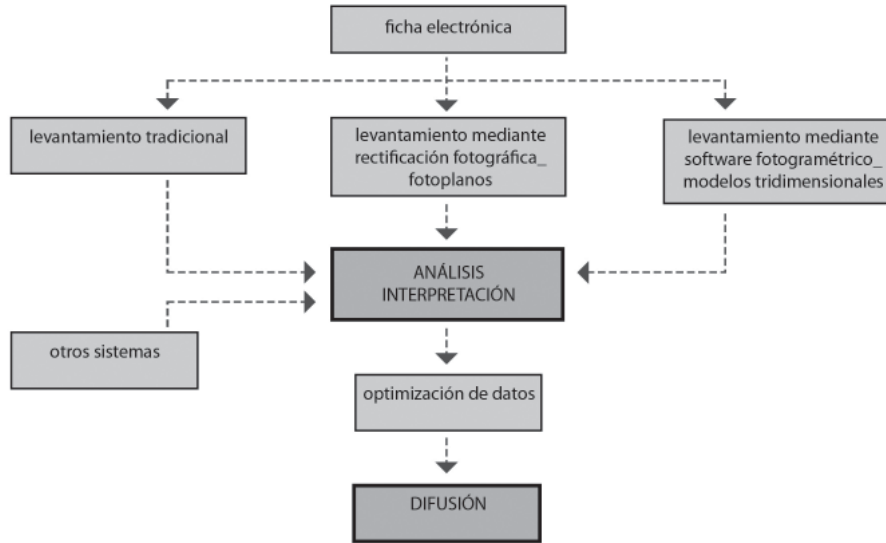 ficha electrónica
levantamiento tradicional
levantamiento mediante
rectificación fotográfica_
fotoplanos
levantamiento mediante
software fotogramétrico_
modelos tridimensionales
ANÁLISIS
INTERPRETACIÓN
otros sistemas
optimización de datos
DIFUSIÓN